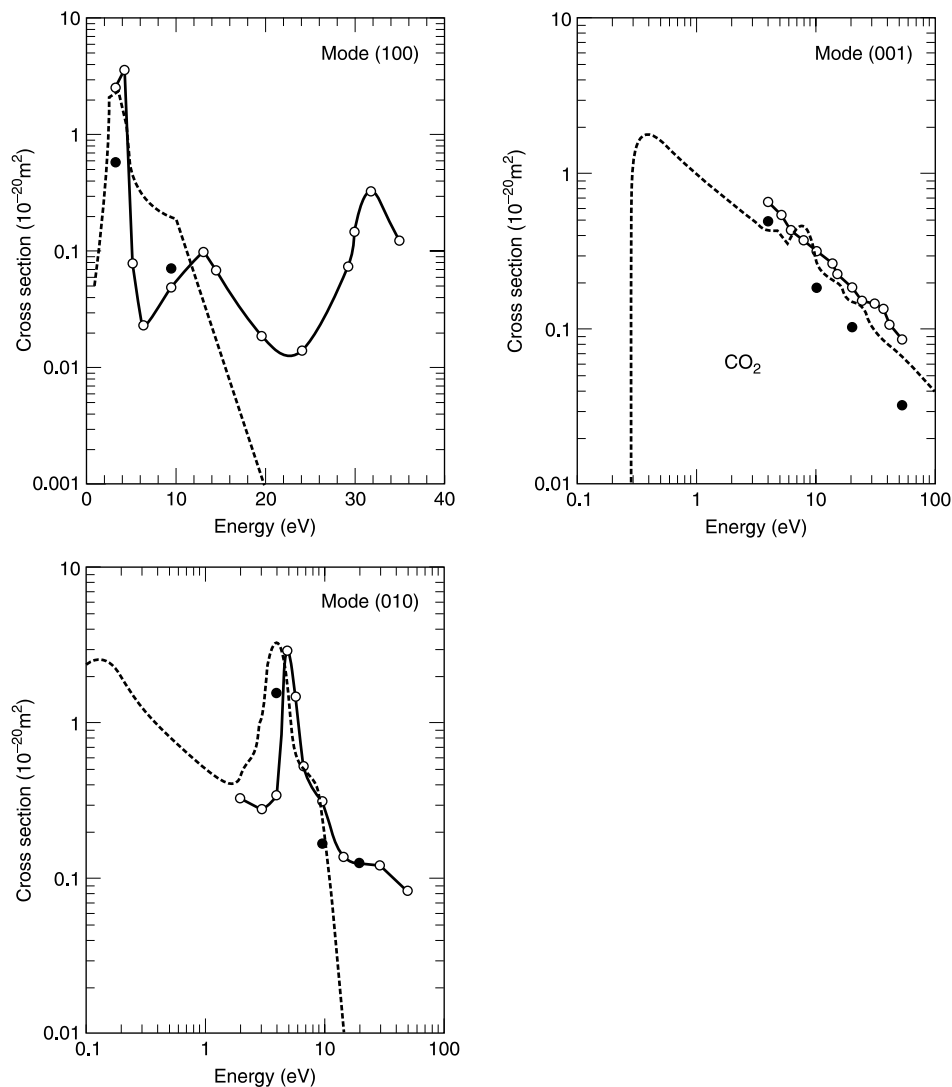 10
1
0.1
0.01
0.001
Cross section (10⁻²⁰m²)
Mode (100)
0 10 20 30 40
Energy (eV)
10
1
0.1
0.01
Cross section (10⁻²⁰m²)
Mode (001)
CO₂
0.1 1 10 100
Energy (eV)
10
1
0.1
0.01
Cross section (10⁻²⁰m²)
Mode (010)
0.1 1 10 100
Energy (eV)